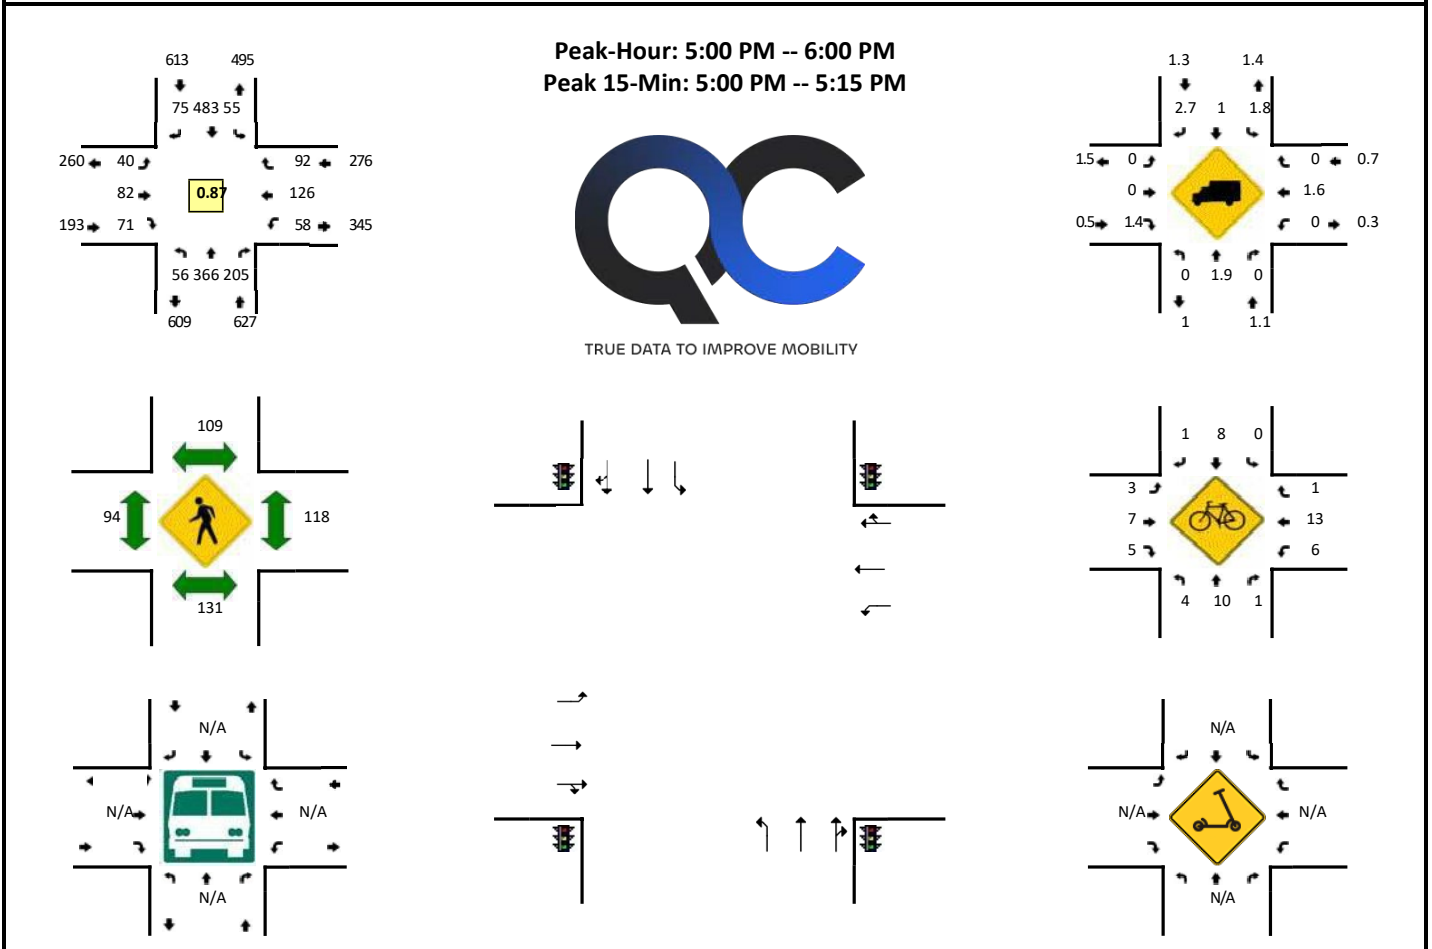 Peak-Hour: 5:00 PM -- 6:00 PM
Peak 15-Min: 5:00 PM -- 5:15 PM
613 495
75 483 55
260 40 92 276
82 0.87 126
193 71 58 345
56 366 205
609 627
QC
TRUE DATA TO IMPROVE MOBILITY
1.3 1.4
2.7 1 1.8
1.5 0 0 0.7
0 1.6
0.5 1.4 0 0.3
0 1.9 0
1 1.1
109
94 118
131
1 8 0
3 1
7 13
5 6
4 10 1
N/A
N/A N/A
N/A
N/A
N/A N/A
N/A